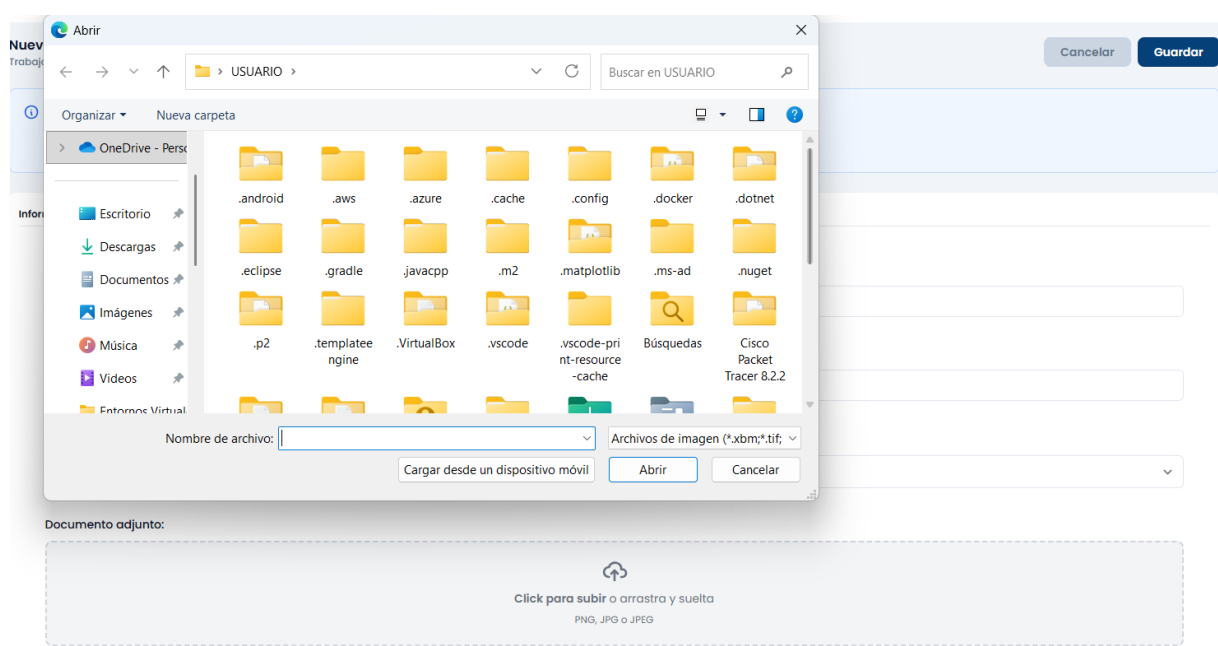 Abrir
Nuev
Trabajo
Cancelar
Guardar
USUARIO
Buscar en USUARIO
Organizar
Nueva carpeta
OneDrive - Perso
Escritorio
Descargas
Documentos
Imágenes
Música
Videos
Entornos Virtual
.android
.aws
.azure
.cache
.config
.docker
.dotnet
.eclipse
.gradle
.javacpp
.m2
.matplotlib
.ms-ad
.nuget
.p2
.templatee
ngine
.VirtualBox
.vscode
.vscode-pri
nt-resource
-cache
Búsquedas
Cisco
Packet
Tracer 8.2.2
Infor
Nombre de archivo:
Archivos de imagen (*.xbm;*.tif;
Cargar desde un dispositivo móvil
Abrir
Cancelar
Documento adjunto:
Click para subir o arrastra y suelta
PNG, JPG o JPEG